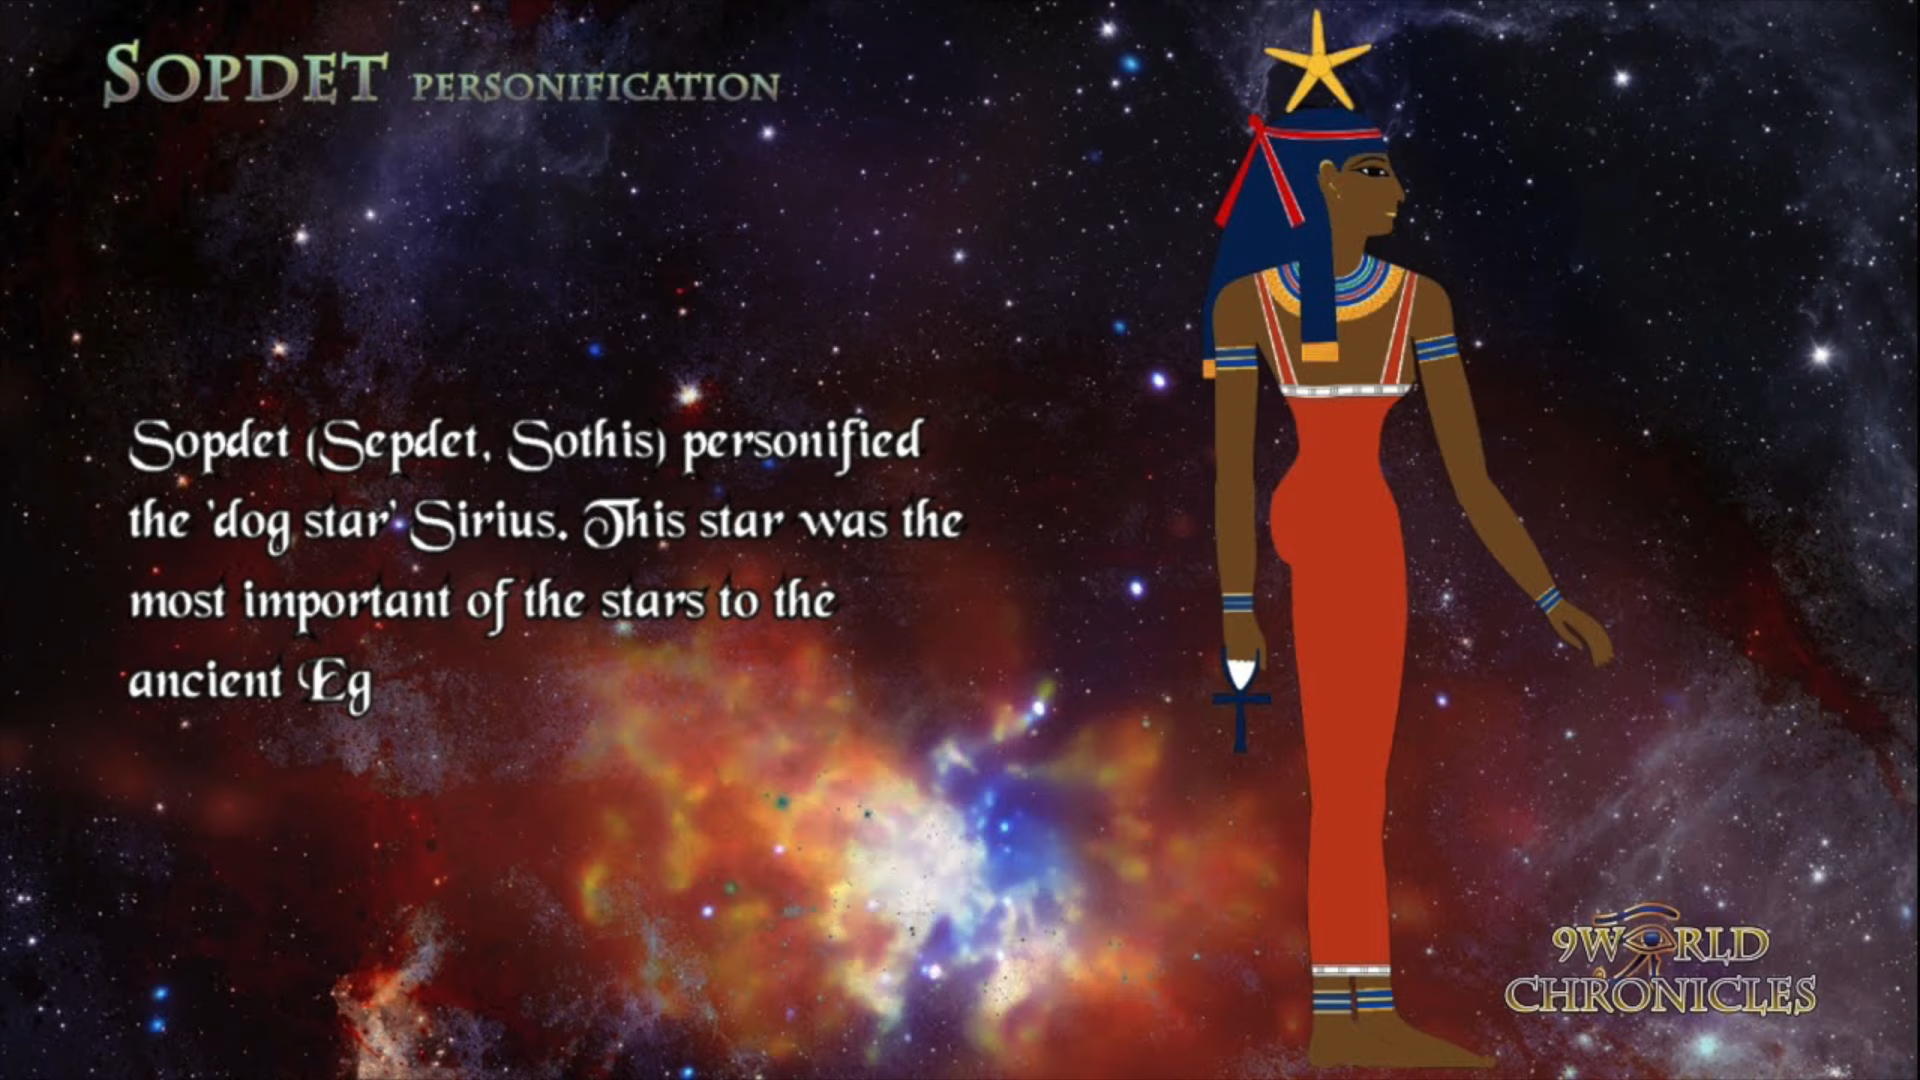 SOPDET PERSONIFICATION
Sopdet (Sepdet, Sothis) personified
the 'dog star' Sirius. This star was the
most important of the stars to the
ancient Eg
9WORLD
CHRONICLES